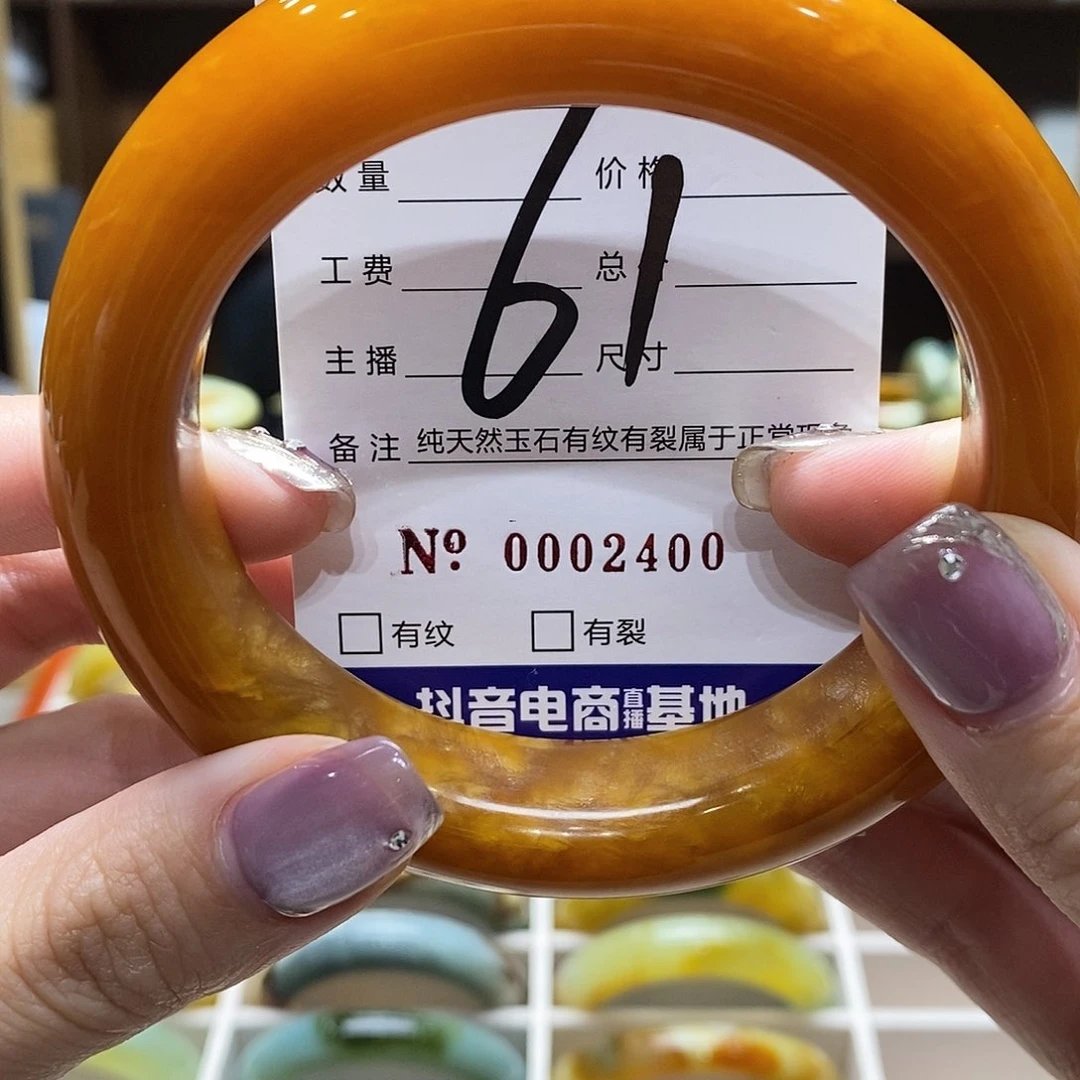 数量 价格
61
工费 总价
主播 尺寸
备注 纯天然玉石有纹有裂属于正常现象
Nº 0002400
有纹 有裂
抖音电商直播基地